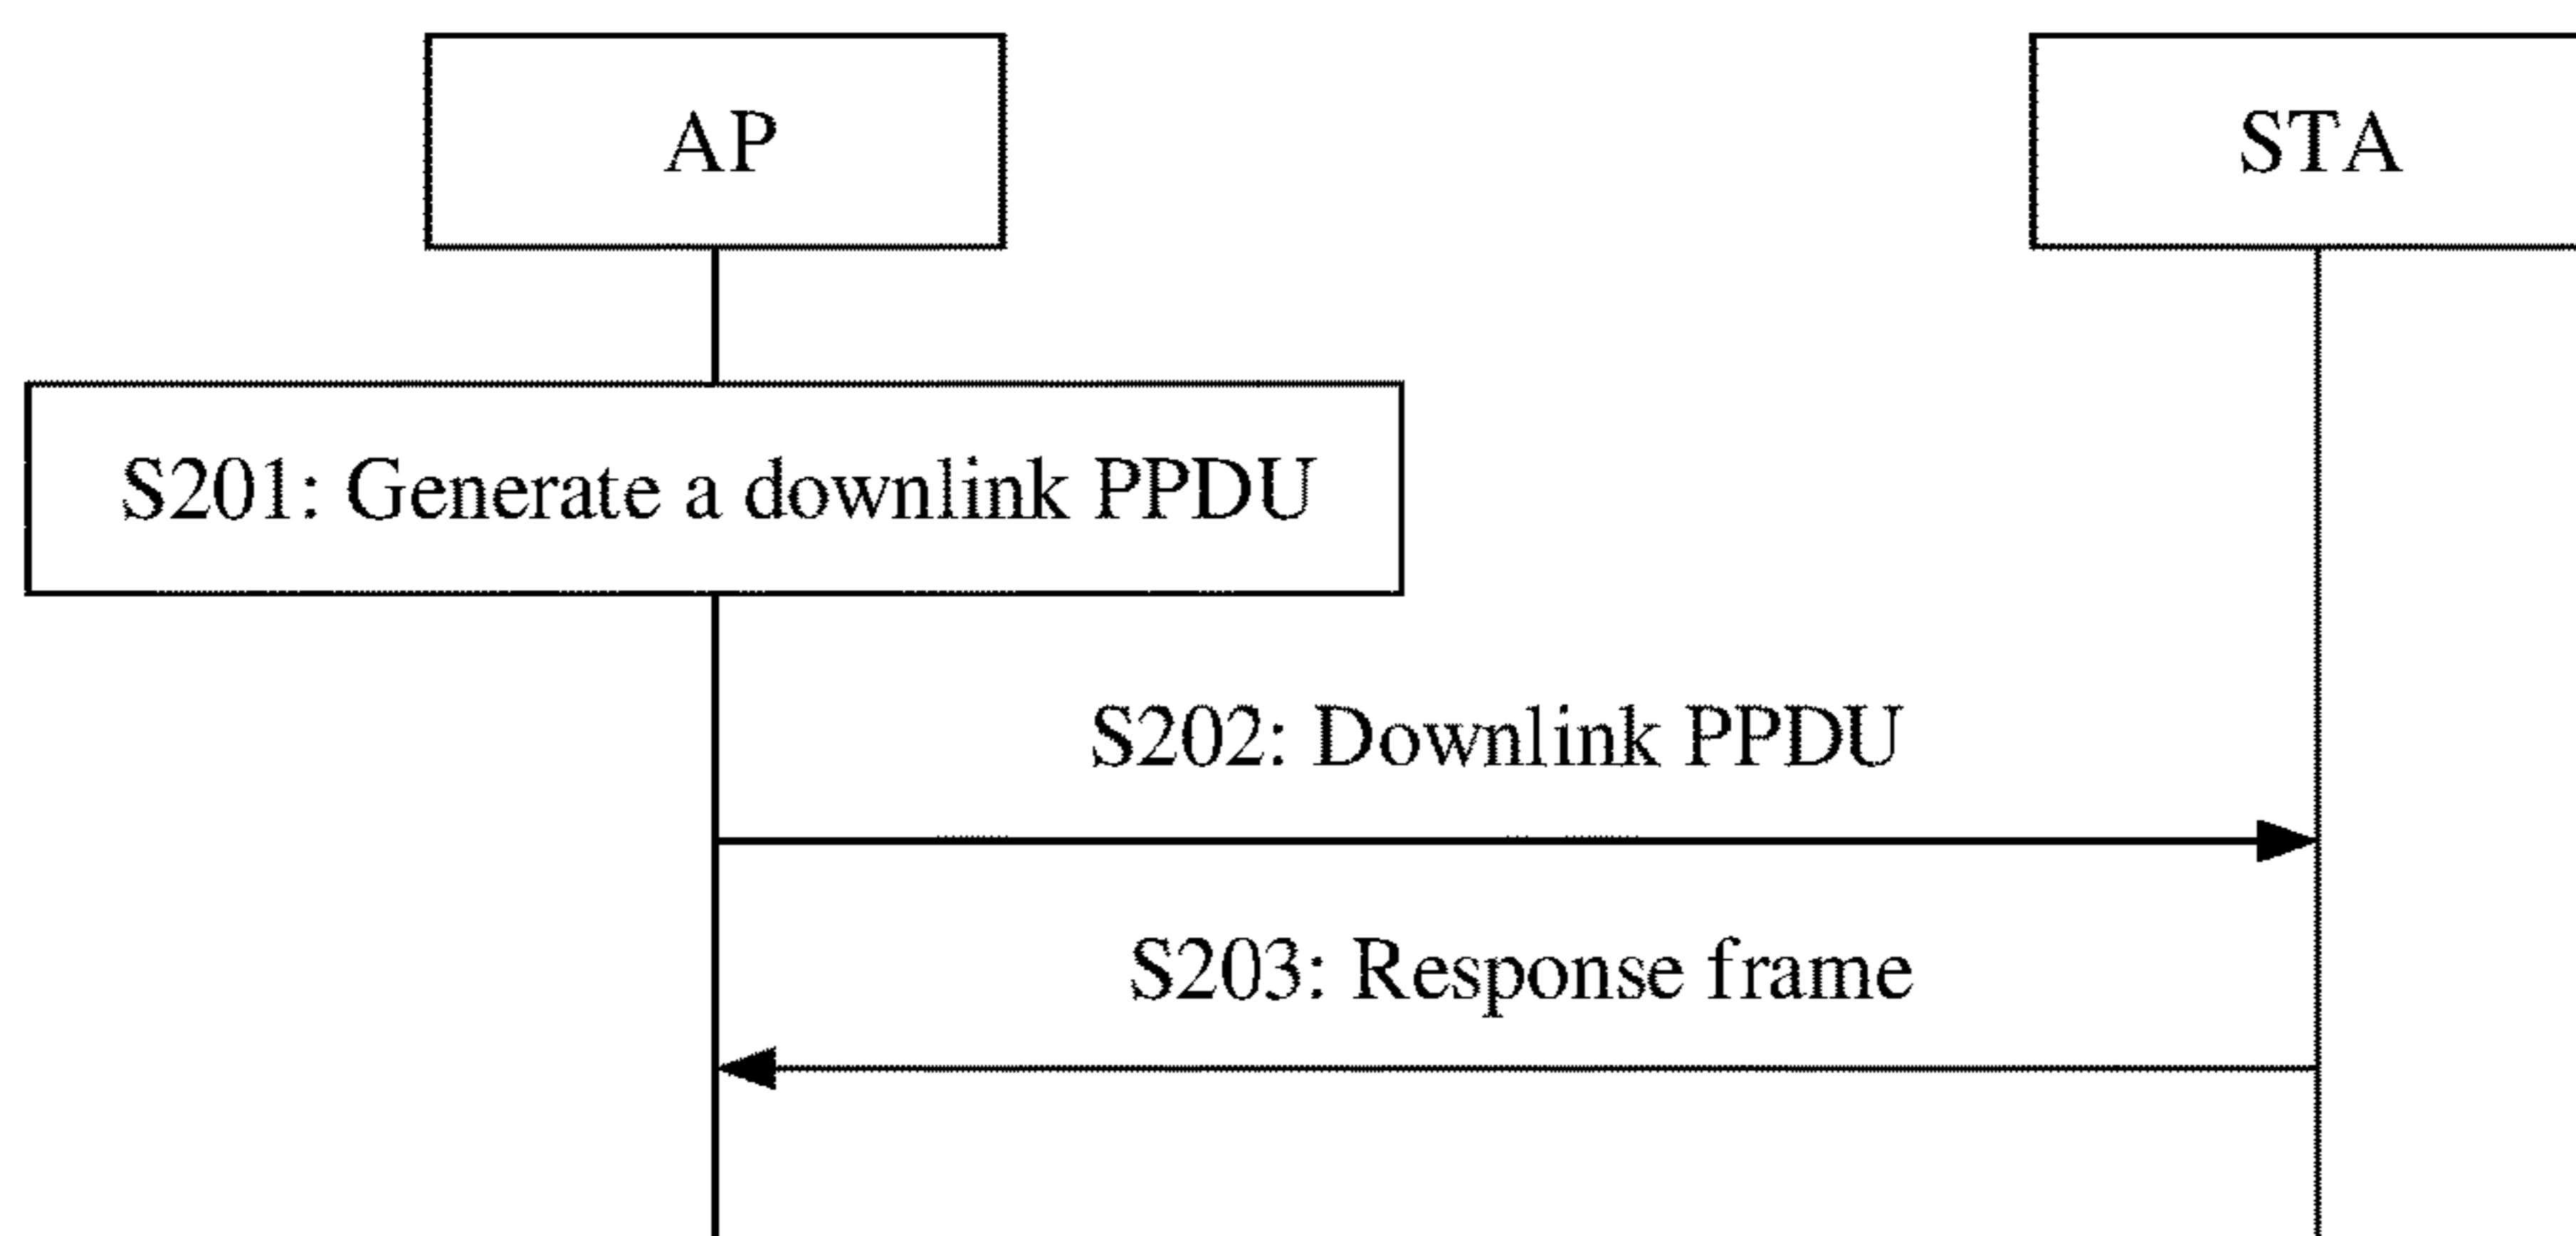 AP
STA
S201: Generate a downlink PPDU
S202: Downlink PPDU
S203: Response frame